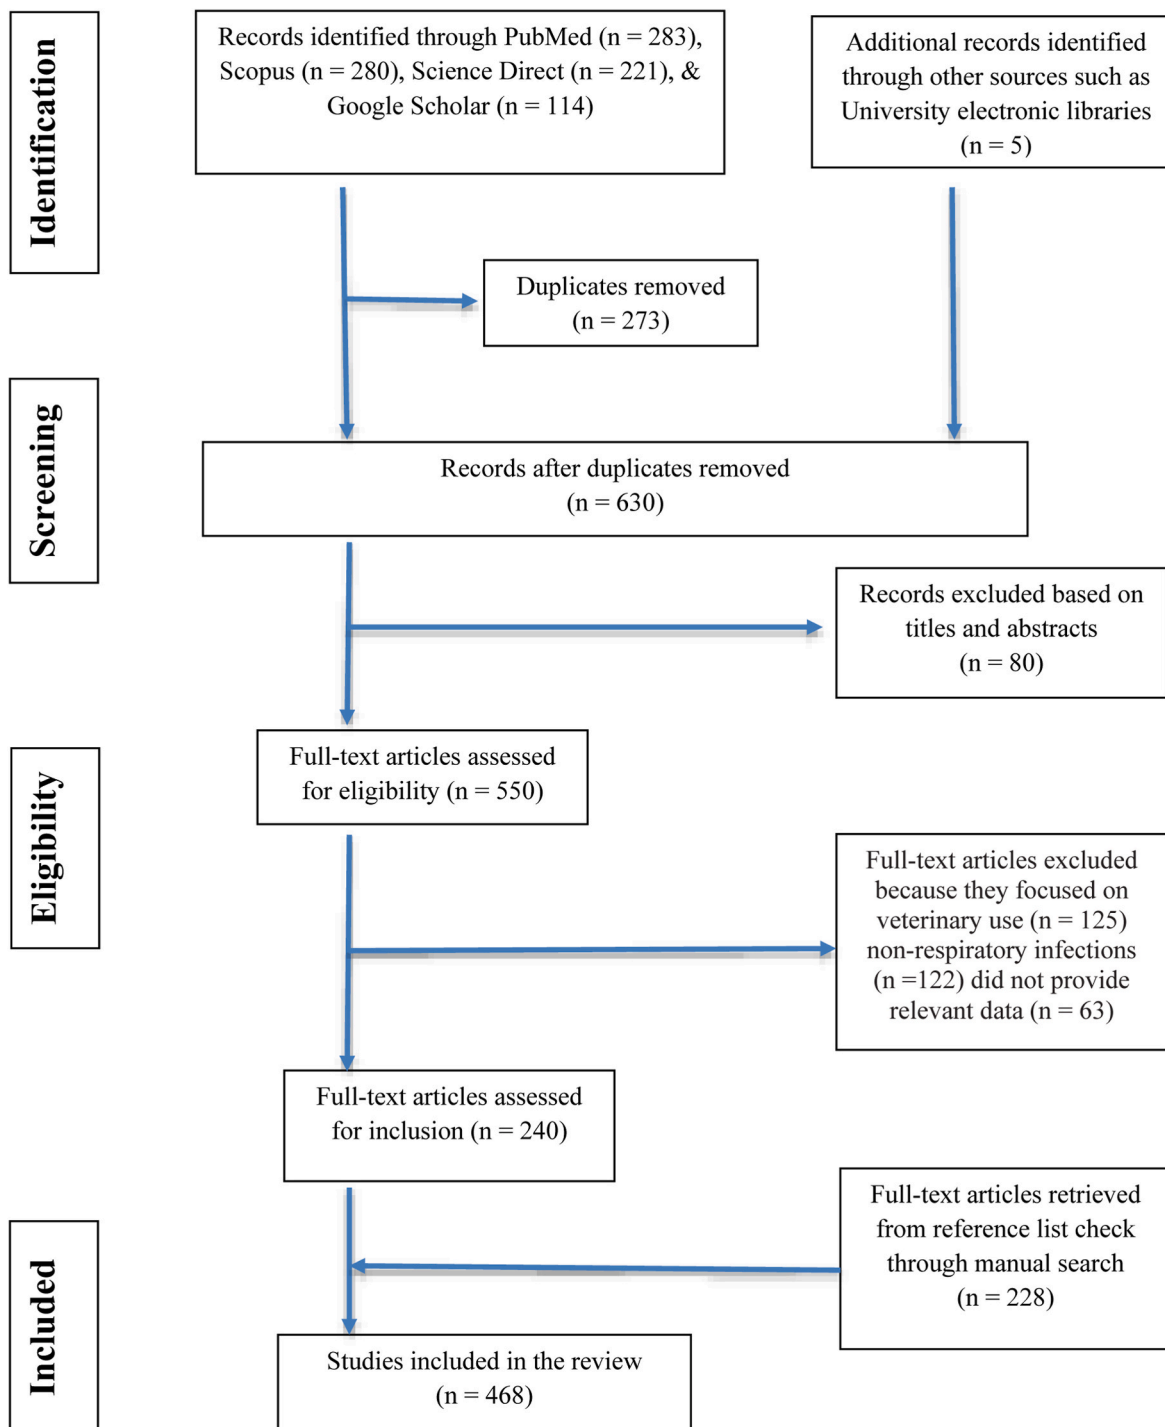 Identification
Records identified through PubMed (n = 283),
Scopus (n = 280), Science Direct (n = 221), &
Google Scholar (n = 114)
Additional records identified
through other sources such as
University electronic libraries
(n = 5)
Duplicates removed
(n = 273)
Screening
Records after duplicates removed
(n = 630)
Records excluded based on
titles and abstracts
(n = 80)
Eligibility
Full-text articles assessed
for eligibility (n = 550)
Full-text articles excluded
because they focused on
veterinary use (n = 125)
non-respiratory infections
(n =122) did not provide
relevant data (n = 63)
Full-text articles assessed
for inclusion (n = 240)
Included
Full-text articles retrieved
from reference list check
through manual search
(n = 228)
Studies included in the review
(n = 468)